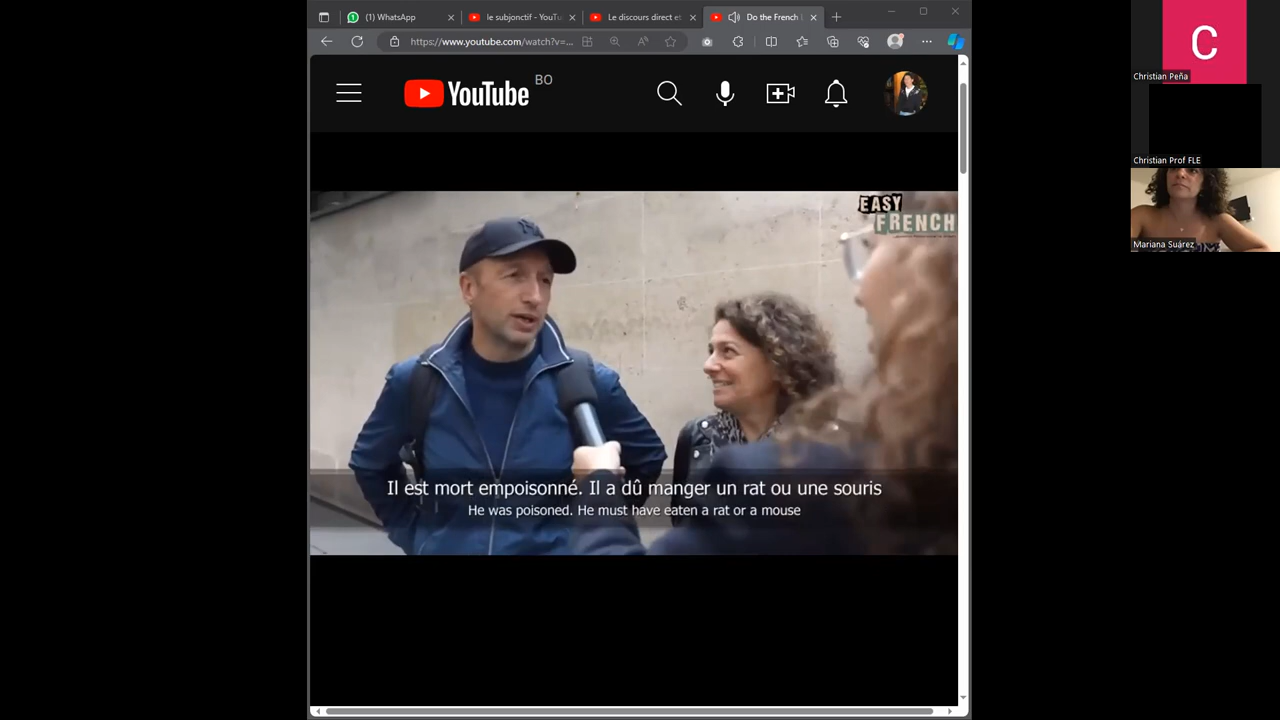 (1) WhatsApp
le subjonctif - YouTu
Le discours direct et
Do the French
https://www.youtube.com/watch?v=...
YouTube
BO
EASY
FRENCH
Il est mort empoisonné. Il a dû manger un rat ou une souris
He was poisoned. He must have eaten a rat or a mouse
C
Christian Peña
Christian Prof FLE
Mariana Suárez